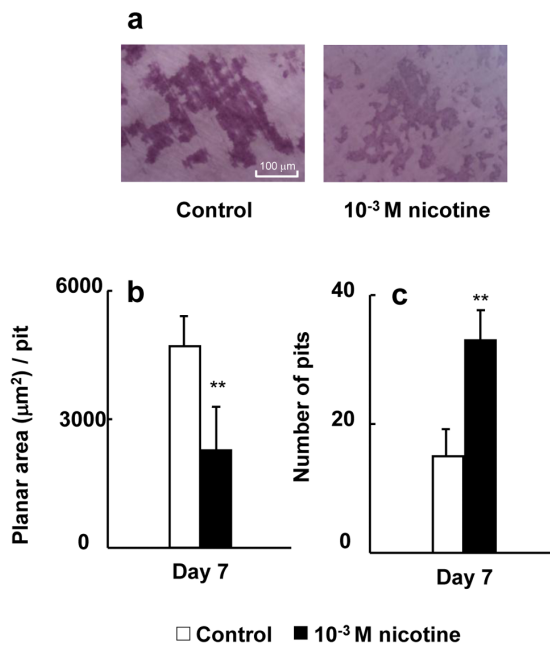 a
100 μm
Control
10⁻³ M nicotine
b
Planar area (μm²) / pit
6000
3000
0
**
Day 7
c
Number of pits
40
20
0
**
Day 7
Control
10⁻³ M nicotine